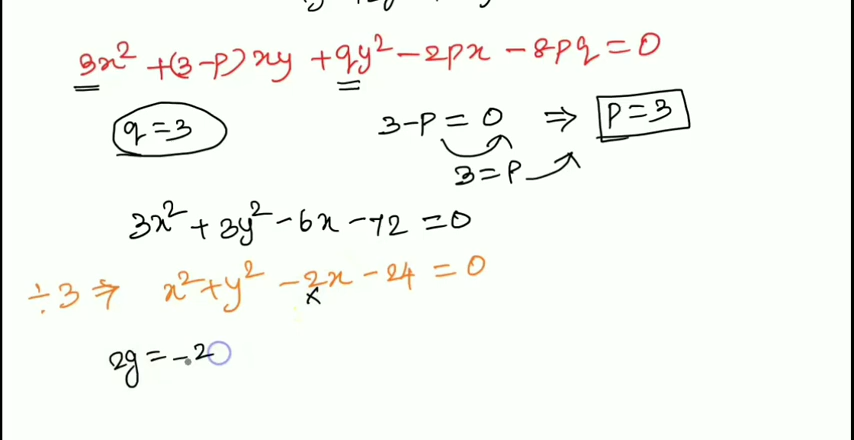 3x² + (3-p) xy + qy² - 2px - 8pq = 0
q = 3 3-p = 0 ⇒ p = 3
3 = p
3x² + 3y² - 6x - 72 = 0
÷3 ⇒ x² + y² - 2x - 24 = 0
2g = -2